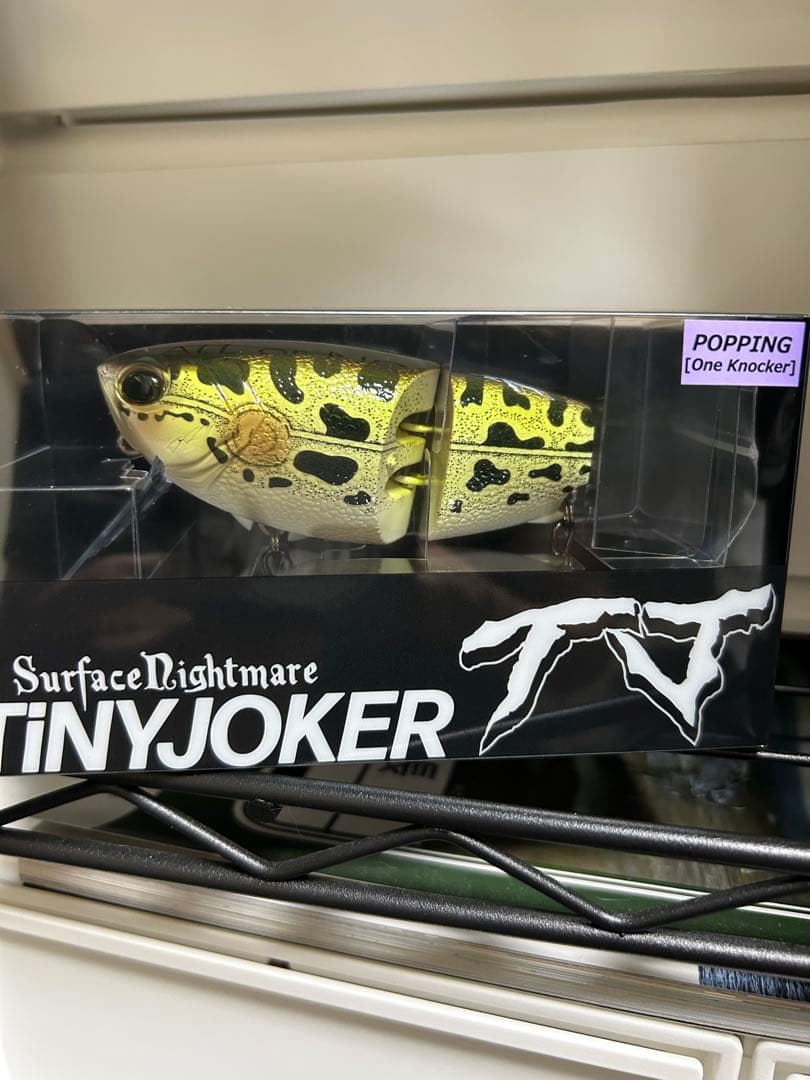 POPPING
[One Knocker]
TJ
SurfaceNightmare
TiNYJOKER